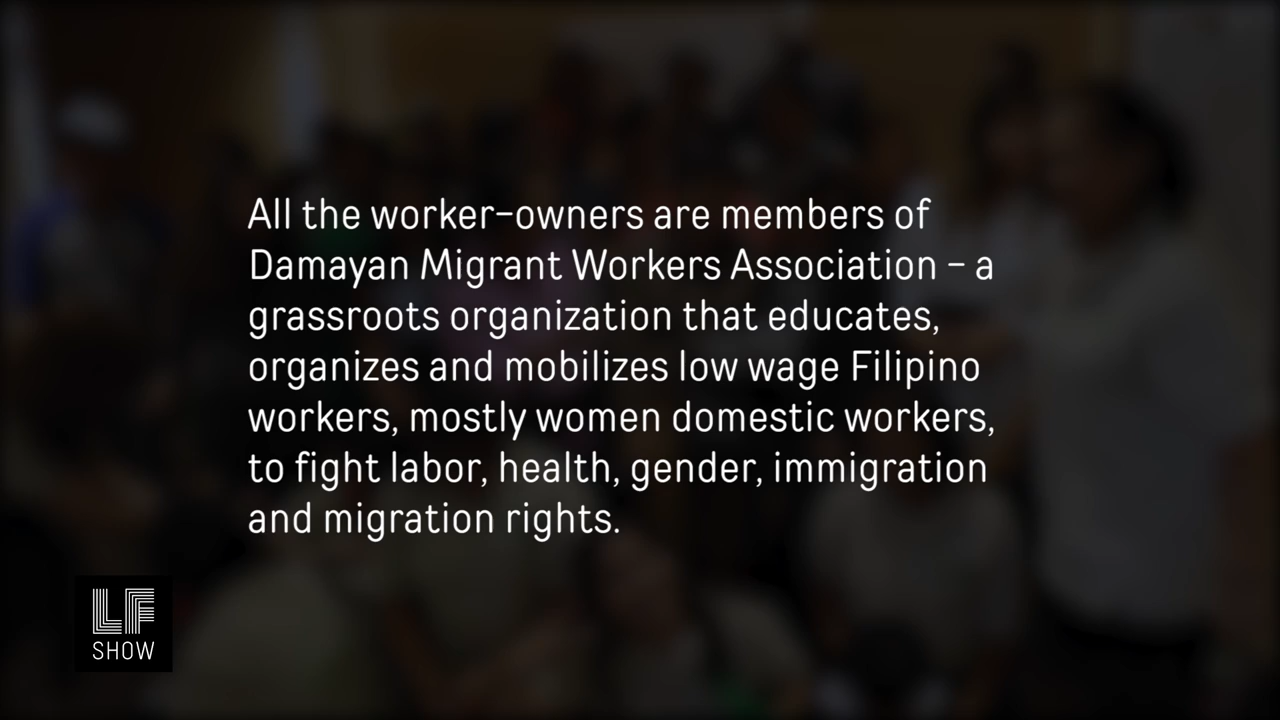 All the worker–owners are members of
Damayan Migrant Workers Association – a
grassroots organization that educates,
organizes and mobilizes low wage Filipino
workers, mostly women domestic workers,
to fight labor, health, gender, immigration
and migration rights.
LF
SHOW